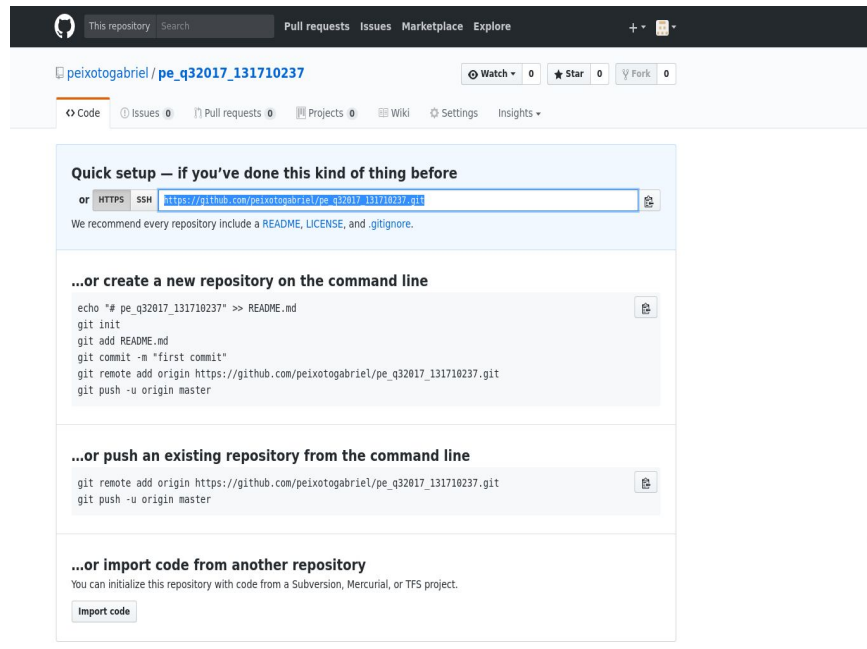 This repository Search Pull requests Issues Marketplace Explore
peixotogabriel / pe_q32017_131710237 Watch 0 Star 0 Fork 0
Code Issues 0 Pull requests 0 Projects 0 Wiki Settings Insights
Quick setup — if you’ve done this kind of thing before
or HTTPS SSH https://github.com/peixotogabriel/pe_q32017_131710237.git
We recommend every repository include a README, LICENSE, and .gitignore.
…or create a new repository on the command line
echo "# pe_q32017_131710237" >> README.md
git init
git add README.md
git commit -m "first commit"
git remote add origin https://github.com/peixotogabriel/pe_q32017_131710237.git
git push -u origin master
…or push an existing repository from the command line
git remote add origin https://github.com/peixotogabriel/pe_q32017_131710237.git
git push -u origin master
…or import code from another repository
You can initialize this repository with code from a Subversion, Mercurial, or TFS project.
Import code